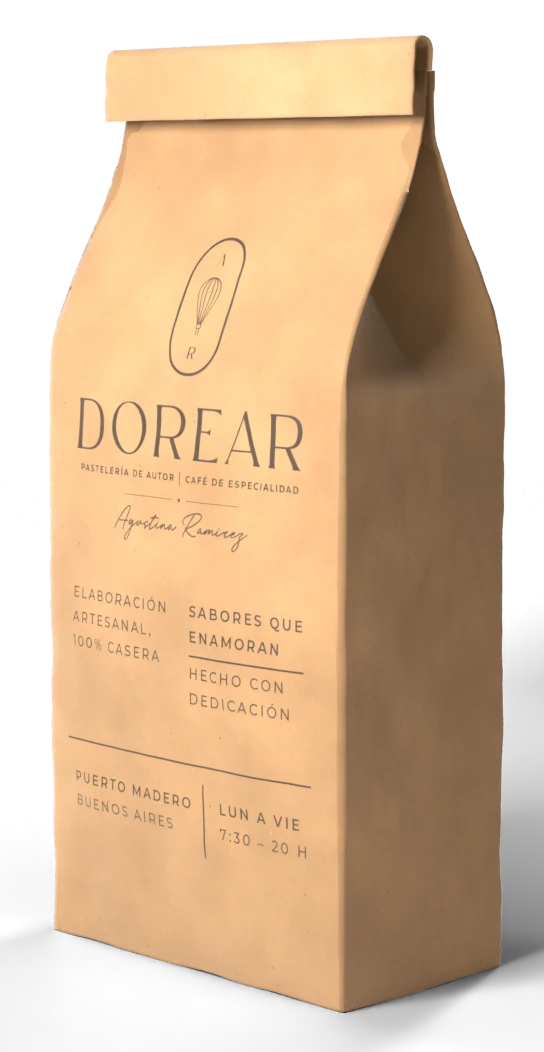 A
R
DOREAR
PASTELERÍA DE AUTOR | CAFÉ DE ESPECIALIDAD
Agustina Ramirez
ELABORACIÓN
ARTESANAL,
100% CASERA
SABORES QUE
ENAMORAN
HECHO CON
DEDICACIÓN
PUERTO MADERO
BUENOS AIRES
LUN A VIE
7:30 – 20 H